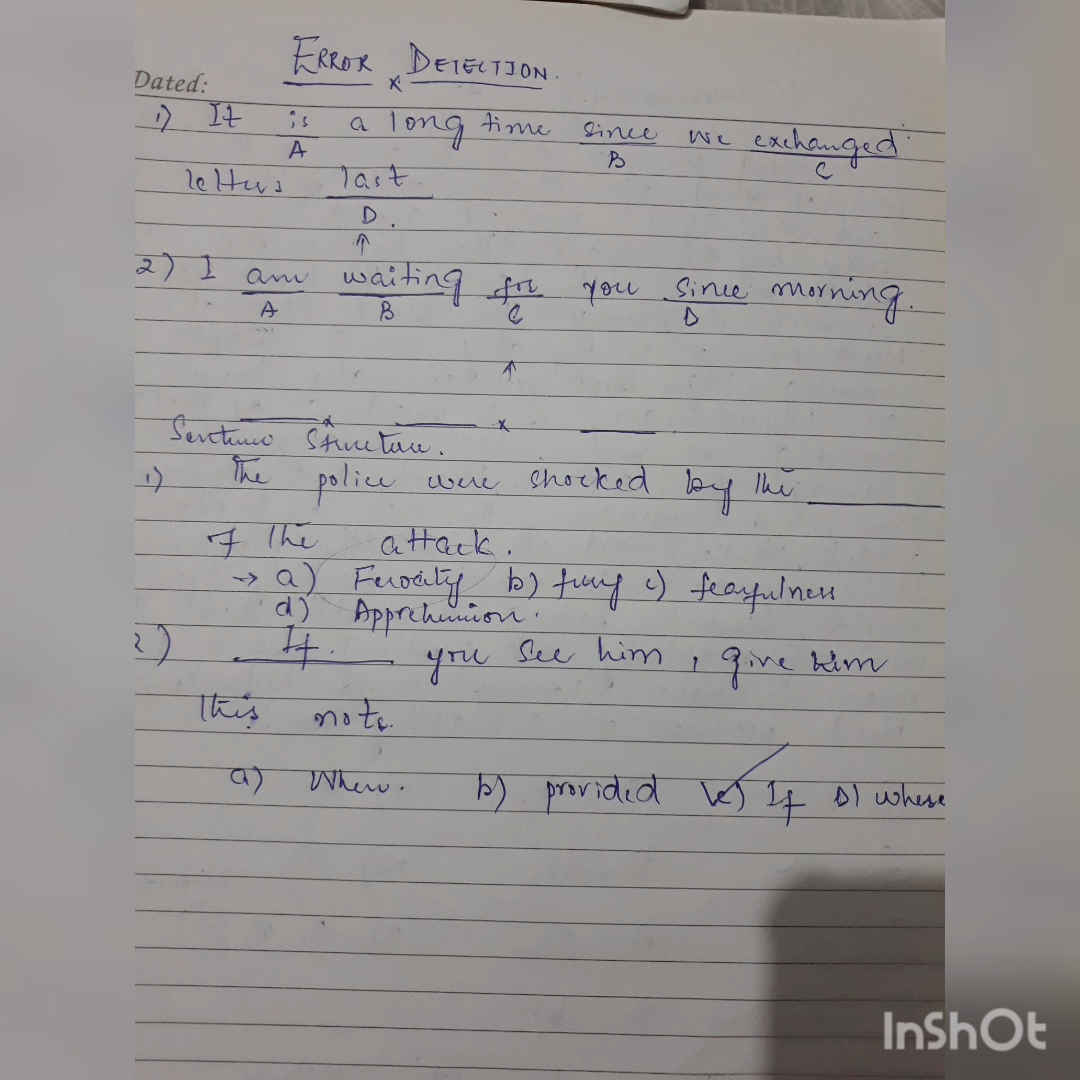 ERROR x DETECTION.
Dated:
1) It is a long time since we exchanged
A B C
letters last.
D.
↑
2) I am waiting for you since morning.
A B C D
↑
x x
Sentence Structure.
1) The police were shocked by the ____
of the attack.
→ a) Ferocity b) fury c) fearfulness
d) Apprehension.
2) If. you see him, give him
this note.
a) When. b) provided c) If D) whese
InShOt